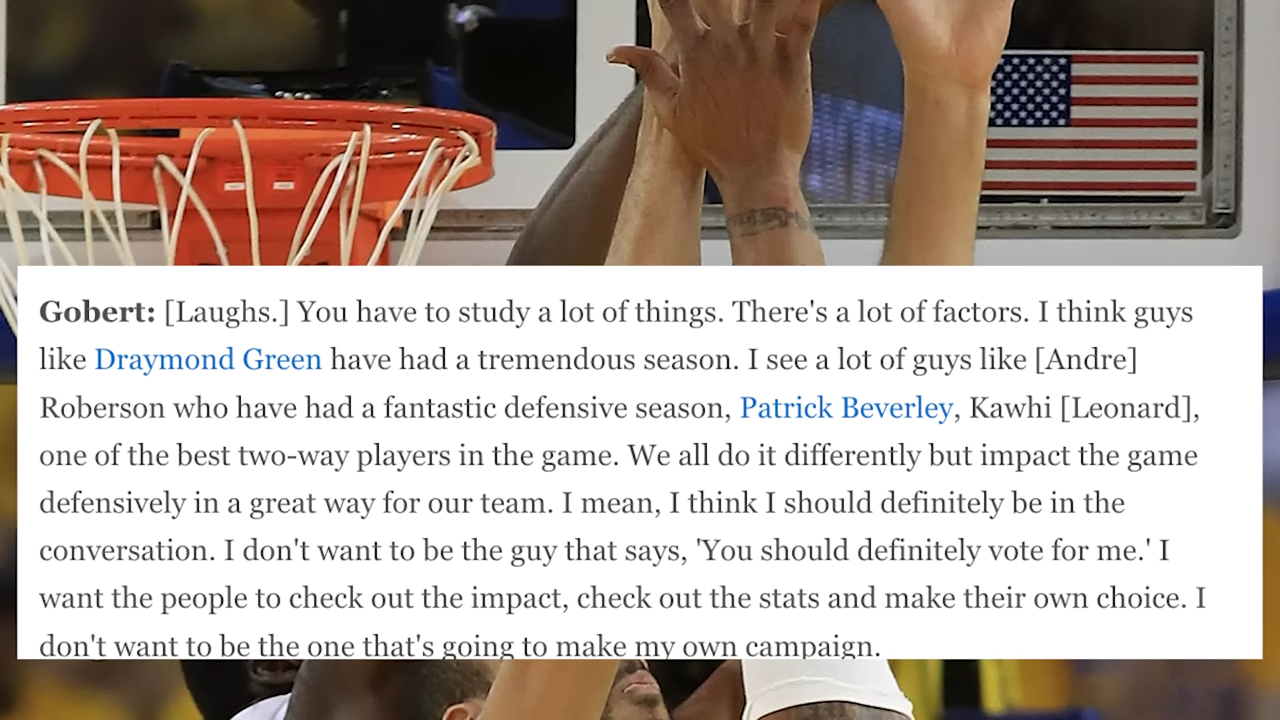 Gobert: [Laughs.] You have to study a lot of things. There's a lot of factors. I think guys
like Draymond Green have had a tremendous season. I see a lot of guys like [Andre]
Roberson who have had a fantastic defensive season, Patrick Beverley, Kawhi [Leonard],
one of the best two-way players in the game. We all do it differently but impact the game
defensively in a great way for our team. I mean, I think I should definitely be in the
conversation. I don't want to be the guy that says, 'You should definitely vote for me.' I
want the people to check out the impact, check out the stats and make their own choice. I
don't want to be the one that's going to make my own campaign.